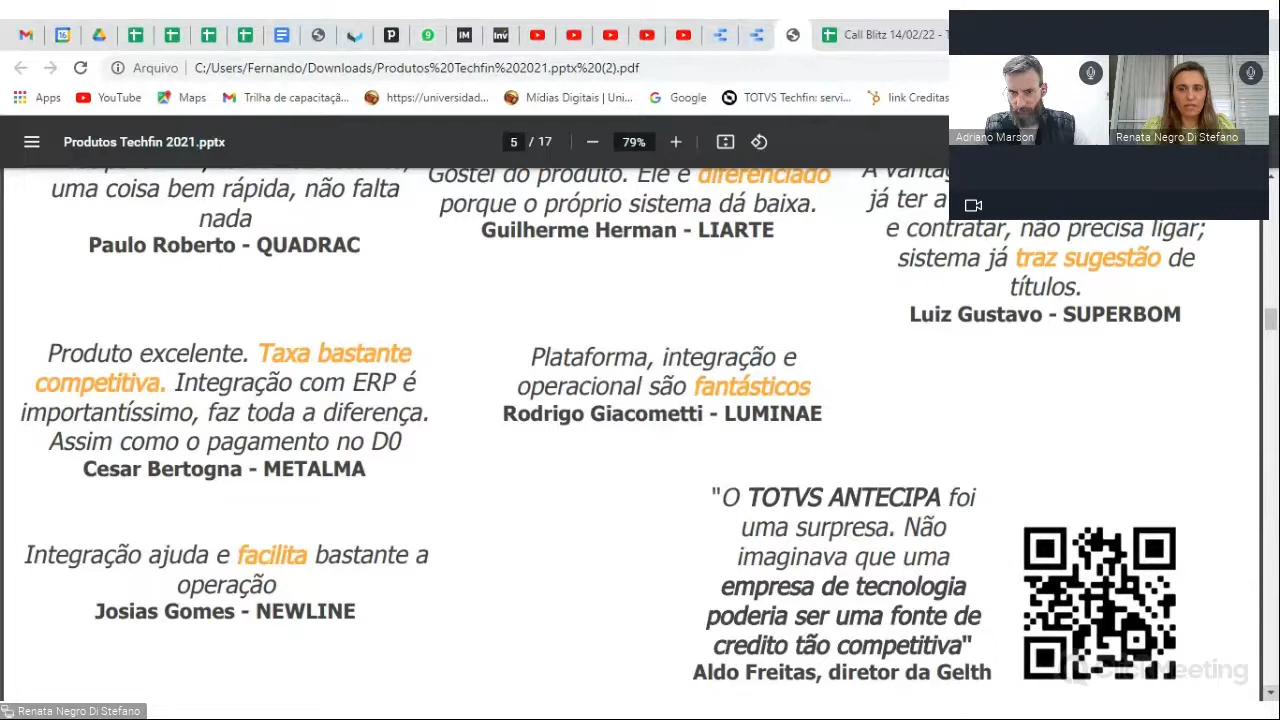 Call Blitz 14/02/22 - T
Arquivo
C:/Users/Fernando/Downloads/Produtos%20Techfin%202021.pptx%20(2).pdf
Apps
YouTube
Maps
Trilha de capacitaçã...
https://universidad...
Mídias Digitais | Uni...
Google
TOTVS Techfin: servi...
link Creditas
Adriano Marson
Renata Negro Di Stefano
Produtos Techfin 2021.pptx
5 / 17
79%
uma coisa bem rápida, não falta
nada
Paulo Roberto - QUADRAC
Gostei do produto. Ele é diferenciado
porque o próprio sistema dá baixa.
Guilherme Herman - LIARTE
A vantag
já ter a
e contratar, não precisa ligar;
sistema já traz sugestão de
títulos.
Luiz Gustavo - SUPERBOM
Produto excelente. Taxa bastante
competitiva. Integração com ERP é
importantíssimo, faz toda a diferença.
Assim como o pagamento no D0
Cesar Bertogna - METALMA
Plataforma, integração e
operacional são fantásticos
Rodrigo Giacometti - LUMINAE
Integração ajuda e facilita bastante a
operação
Josias Gomes - NEWLINE
"O TOTVS ANTECIPA foi
uma surpresa. Não
imaginava que uma
empresa de tecnologia
poderia ser uma fonte de
credito tão competitiva"
Aldo Freitas, diretor da Gelth
ClickMeeting
Renata Negro Di Stefano